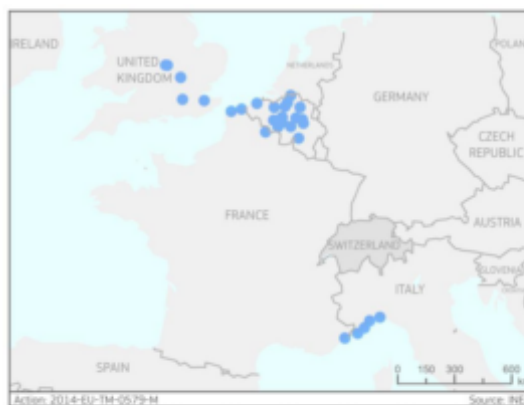 IRELAND
POLAN
UNITED
KINGDOM
NETHERLANDS
GERMANY
CZECH
REPUBLIC
FRANCE
AUSTRIA
SWITZERLAND
SLOVENIA
ITALY
SPAIN
0 150 300 600
Action: 2014-EU-TM-0579-M
Source: INE